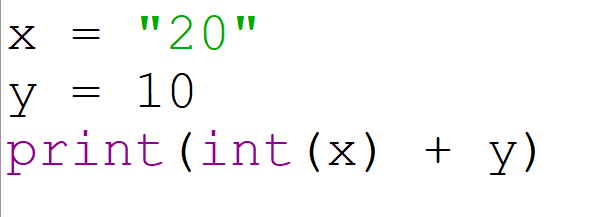 x = "20"
y = 10
print(int(x) + y)